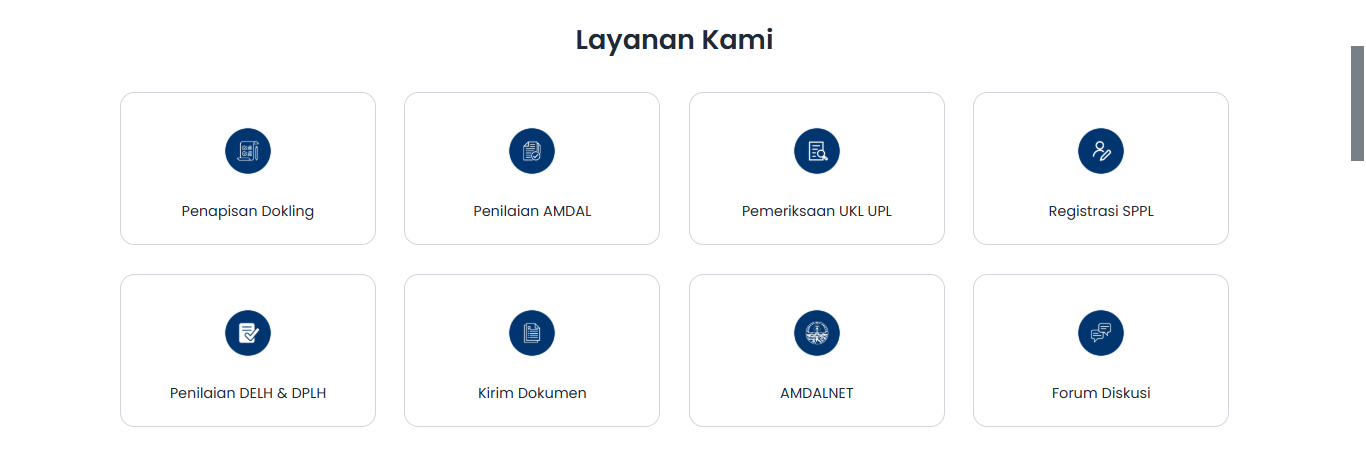 Layanan Kami
Penapisan Dokling
Penilaian AMDAL
Pemeriksaan UKL UPL
Registrasi SPPL
Penilaian DELH & DPLH
Kirim Dokumen
AMDALNET
Forum Diskusi